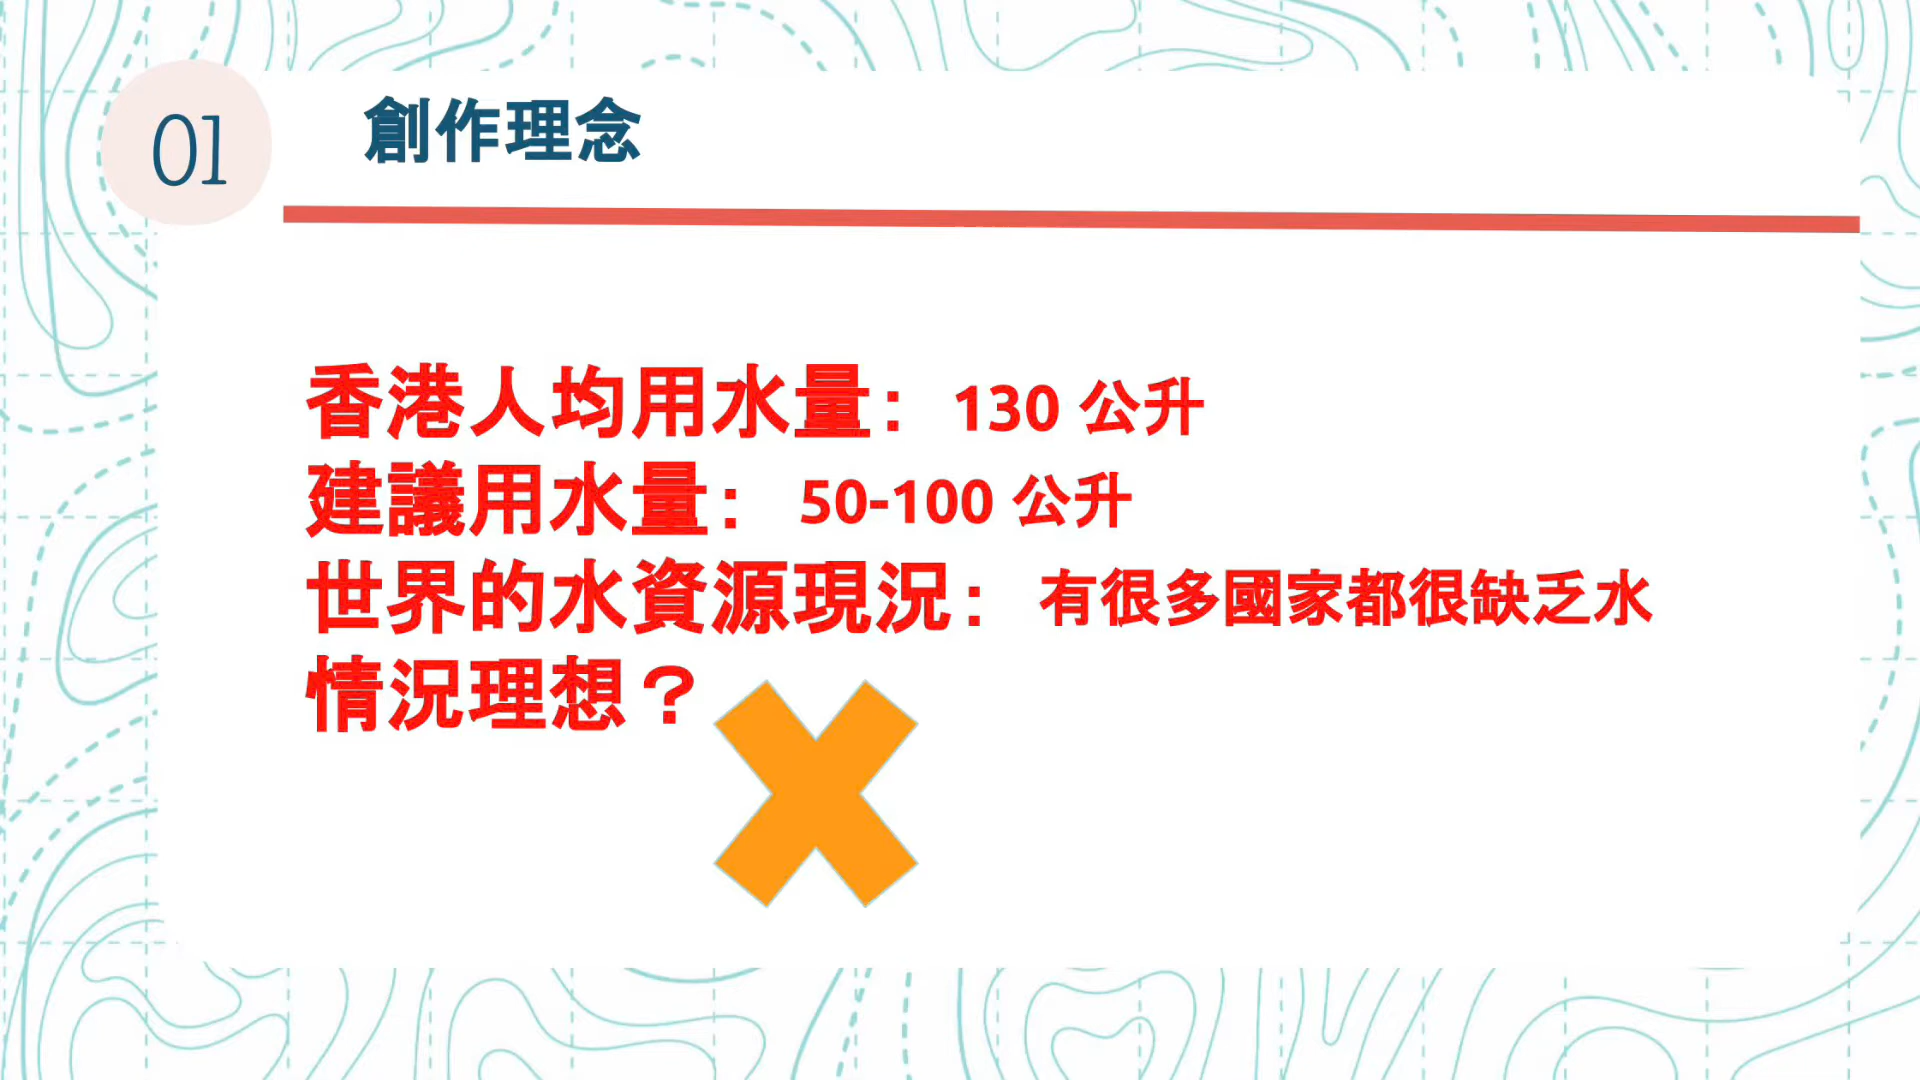 01
創作理念
香港人均用水量：130 公升
建議用水量：50-100 公升
世界的水資源現況：有很多國家都很缺乏水
情況理想？